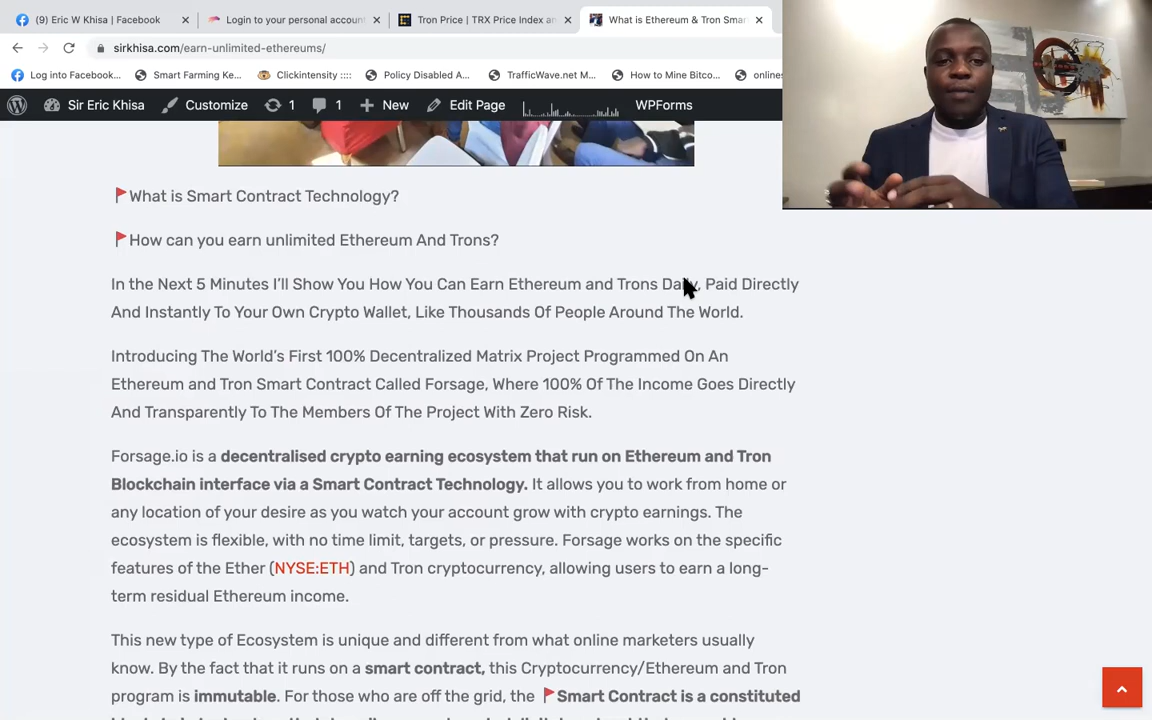 (9) Eric W Khisa | Facebook
Login to your personal accoun
Tron Price | TRX Price Index an
What is Ethereum & Tron Smar
sirkhisa.com/earn-unlimited-ethereums/
Log into Facebook...
Smart Farming Ke...
Clickintensity ::::
Policy Disabled A...
TrafficWave.net M...
How to Mine Bitco...
onlines
Sir Eric Khisa
Customize
1
1
New
Edit Page
WPForms
What is Smart Contract Technology?
How can you earn unlimited Ethereum And Trons?
In the Next 5 Minutes I'll Show You How You Can Earn Ethereum and Trons Daily, Paid Directly
And Instantly To Your Own Crypto Wallet, Like Thousands Of People Around The World.
Introducing The World's First 100% Decentralized Matrix Project Programmed On An
Ethereum and Tron Smart Contract Called Forsage, Where 100% Of The Income Goes Directly
And Transparently To The Members Of The Project With Zero Risk.
Forsage.io is a decentralised crypto earning ecosystem that run on Ethereum and Tron
Blockchain interface via a Smart Contract Technology. It allows you to work from home or
any location of your desire as you watch your account grow with crypto earnings. The
ecosystem is flexible, with no time limit, targets, or pressure. Forsage works on the specific
features of the Ether (NYSE:ETH) and Tron cryptocurrency, allowing users to earn a long-
term residual Ethereum income.
This new type of Ecosystem is unique and different from what online marketers usually
know. By the fact that it runs on a smart contract, this Cryptocurrency/Ethereum and Tron
program is immutable. For those who are off the grid, the Smart Contract is a constituted